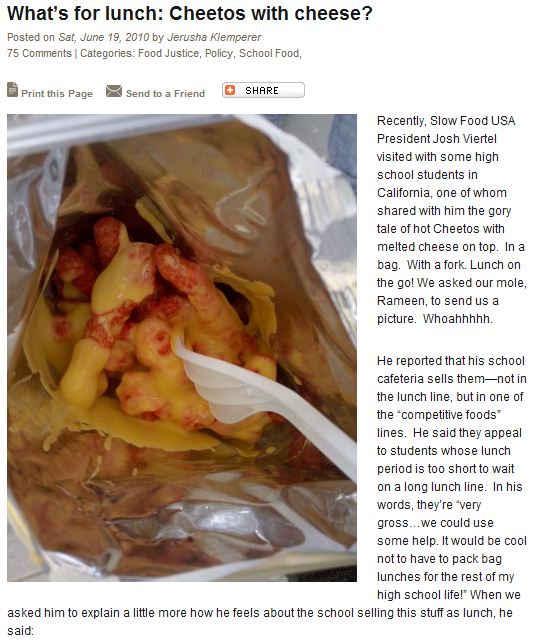 What's for lunch: Cheetos with cheese?
Posted on Sat, June 19, 2010 by Jerusha Klemperer
75 Comments | Categories: Food Justice, Policy, School Food,
Print this Page Send to a Friend SHARE
Recently, Slow Food USA
President Josh Viertel
visited with some high
school students in
California, one of whom
shared with him the gory
tale of hot Cheetos with
melted cheese on top.  In a
bag.  With a fork. Lunch on
the go! We asked our mole,
Rameen, to send us a
picture.  Whoahhhhh.
He reported that his school
cafeteria sells them—not in
the lunch line, but in one of
the “competitive foods”
lines.  He said they appeal
to students whose lunch
period is too short to wait
on a long lunch line.  In his
words, they're “very
gross…we could use
some help. It would be cool
not to have to pack bag
lunches for the rest of my
high school life!” When we
asked him to explain a little more how he feels about the school selling this stuff as lunch, he
said: